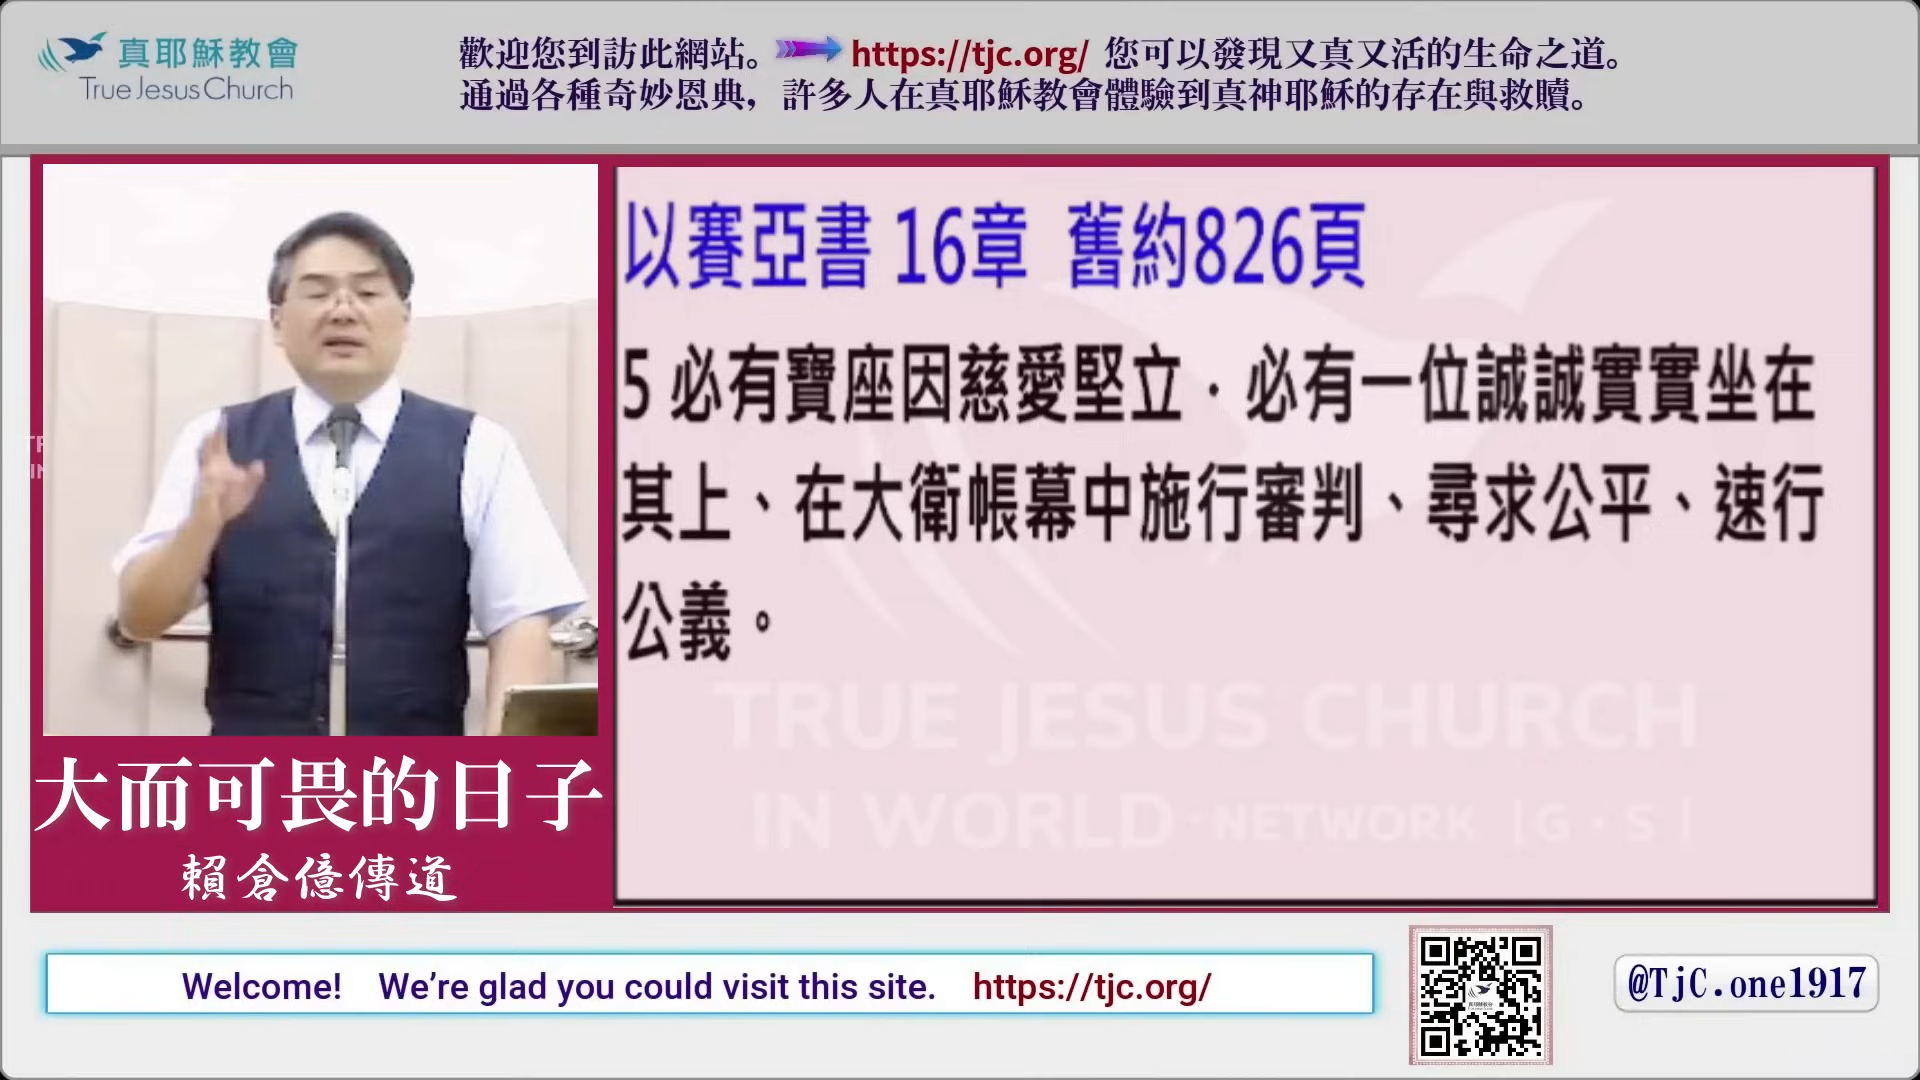 真耶穌教會
True Jesus Church
歡迎您到訪此網站。 https://tjc.org/ 您可以發現又真又活的生命之道。
通過各種奇妙恩典，許多人在真耶穌教會體驗到真神耶穌的存在與救贖。
以賽亞書 16章 舊約826頁
5 必有寶座因慈愛堅立．必有一位誠誠實實坐在
其上、在大衛帳幕中施行審判、尋求公平、速行
公義。
TRUE JESUS CHURCH
IN WORLD-NETWORK [G·S]
大而可畏的日子
賴倉億傳道
Welcome! We’re glad you could visit this site. https://tjc.org/
@TjC.one1917